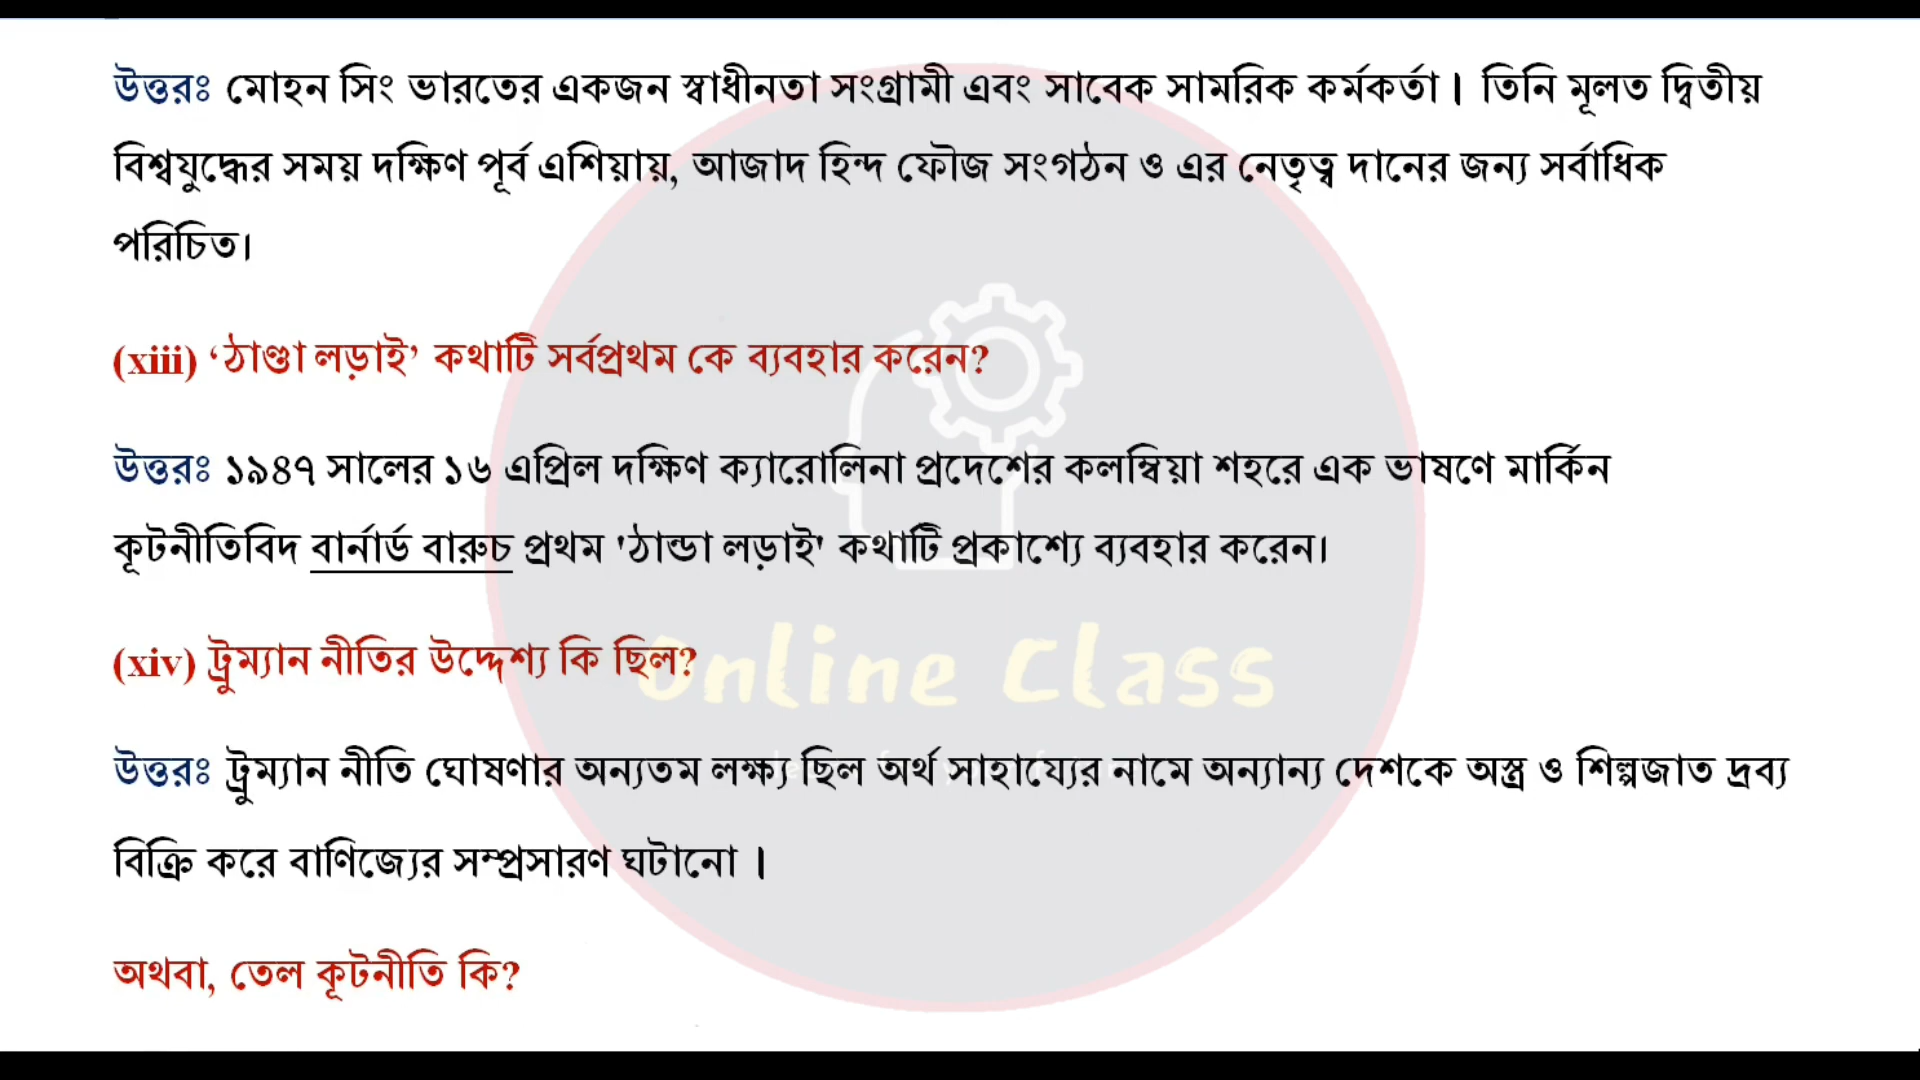 উত্তরঃ মোহন সিং ভারতের একজন স্বাধীনতা সংগ্রামী এবং সাবেক সামরিক কর্মকর্তা। তিনি মূলত দ্বিতীয়
বিশ্বযুদ্ধের সময় দক্ষিণ পূর্ব এশিয়ায়, আজাদ হিন্দ ফৌজ সংগঠন ও এর নেতৃত্ব দানের জন্য সর্বাধিক
পরিচিত।
(xiii) ‘ঠাণ্ডা লড়াই’ কথাটি সর্বপ্রথম কে ব্যবহার করেন?
উত্তরঃ ১৯৪৭ সালের ১৬ এপ্রিল দক্ষিণ ক্যারোলিনা প্রদেশের কলম্বিয়া শহরে এক ভাষণে মার্কিন
কূটনীতিবিদ বার্নার্ড বারুচ প্রথম 'ঠান্ডা লড়াই' কথাটি প্রকাশ্যে ব্যবহার করেন।
(xiv) ট্রুম্যান নীতির উদ্দেশ্য কি ছিল?
Online Class
উত্তরঃ ট্রুম্যান নীতি ঘোষণার অন্যতম লক্ষ্য ছিল অর্থ সাহায্যের নামে অন্যান্য দেশকে অস্ত্র ও শিল্পজাত দ্রব্য
বিক্রি করে বাণিজ্যের সম্প্রসারণ ঘটানো ।
অথবা, তেল কূটনীতি কি?